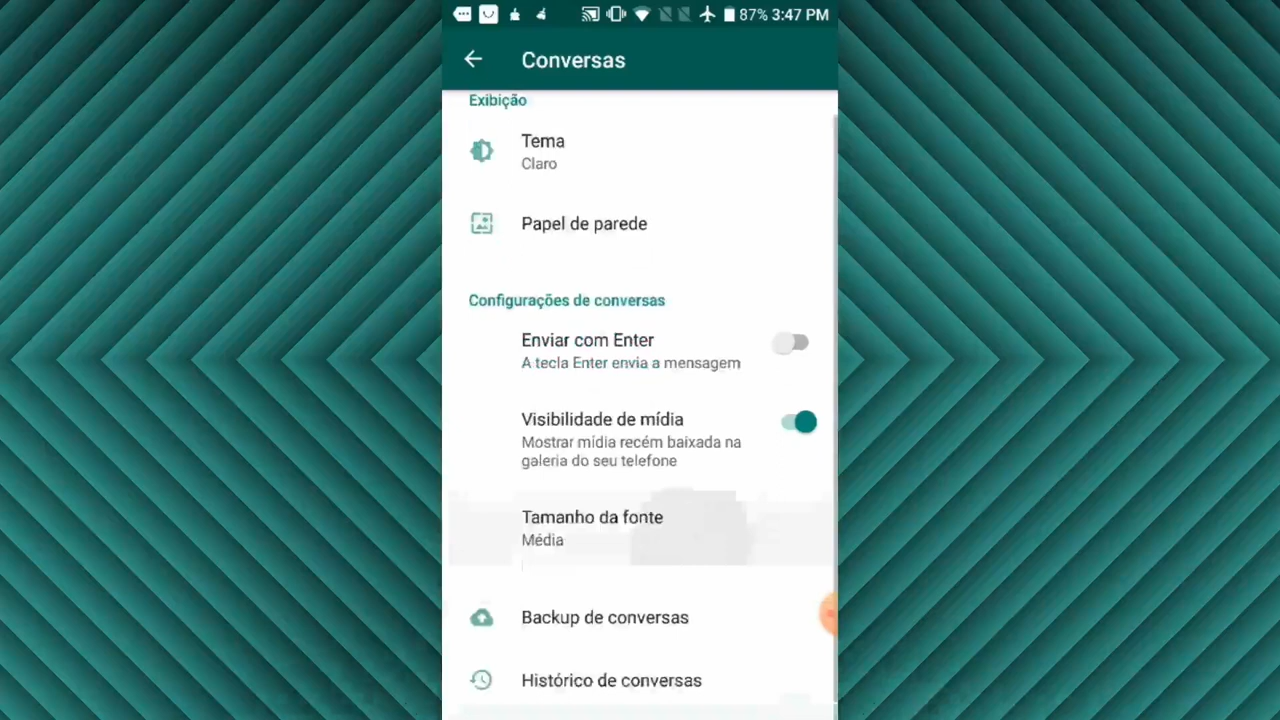 87% 3:47 PM
Conversas
Exibição
Tema
Claro
Papel de parede
Configurações de conversas
Enviar com Enter
A tecla Enter envia a mensagem
Visibilidade de mídia
Mostrar mídia recém baixada na
galeria do seu telefone
Tamanho da fonte
Média
Backup de conversas
Histórico de conversas